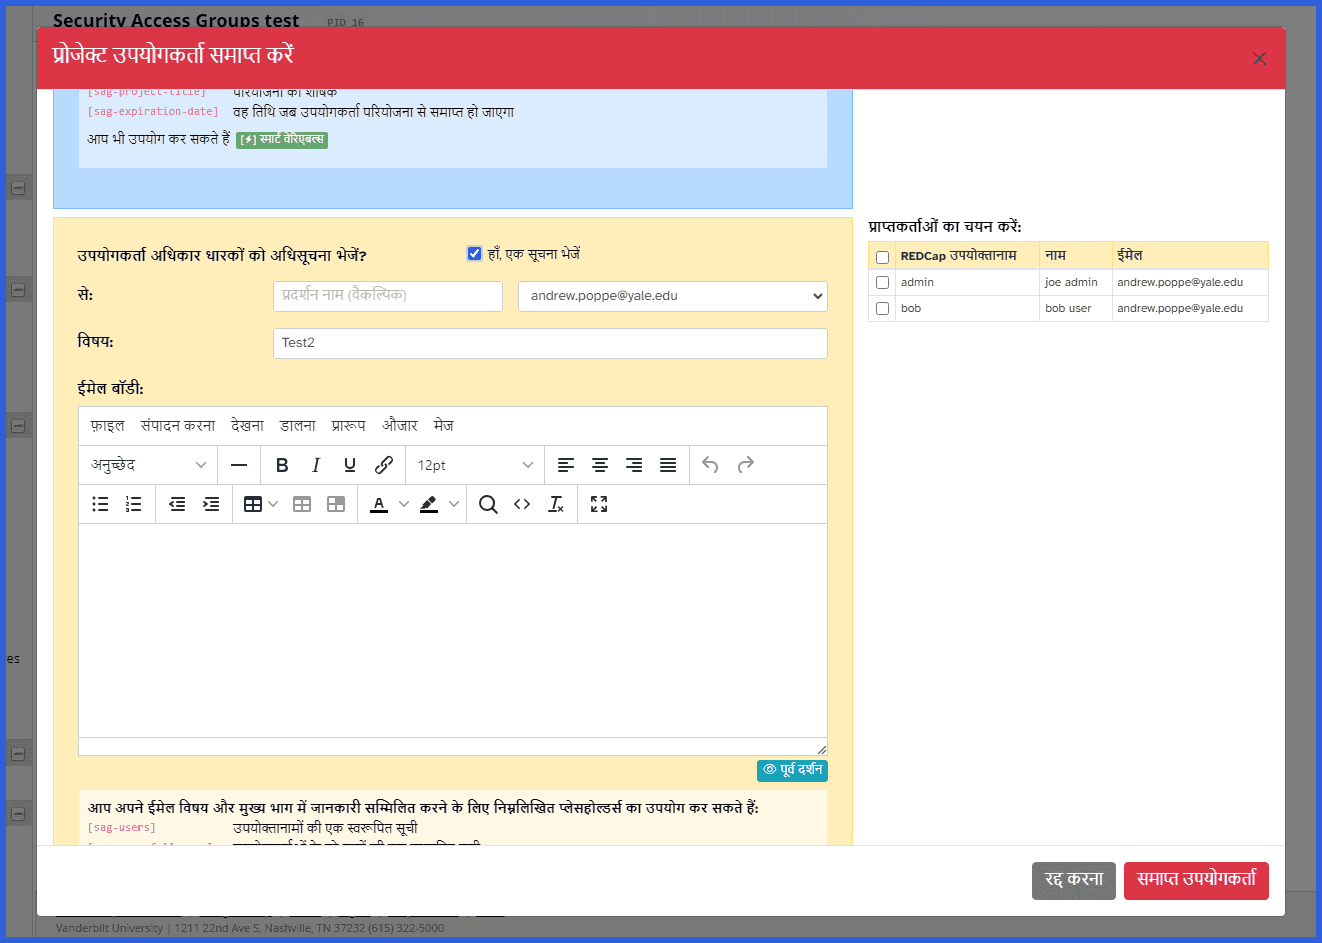 Security Access Groups test PID 16
प्रोजेक्ट उपयोगकर्ता समाप्त करें
[sag-project-title] परियोजना का शीर्षक
[sag-expiration-date] वह तिथि जब उपयोगकर्ता परियोजना से समाप्त हो जाएगा
आप भी उपयोग कर सकते हैं [⚡] स्मार्ट वेरिएबल्स
उपयोगकर्ता अधिकार धारकों को अधिसूचना भेजें? हाँ, एक सूचना भेजें
से: प्रदर्शन नाम (वैकल्पिक) andrew.poppe@yale.edu
विषय: Test2
ईमेल बॉडी:
फ़ाइल संपादन करना देखना डालना प्रारूप औजार मेज
अनुच्छेद B I U 12pt
A
पूर्व दर्शन
आप अपने ईमेल विषय और मुख्य भाग में जानकारी सम्मिलित करने के लिए निम्नलिखित प्लेसहोल्डर्स का उपयोग कर सकते हैं:
[sag-users] उपयोक्तानामों की एक स्वरूपित सूची
प्राप्तकर्ताओं का चयन करें:
REDCap उपयोक्तानाम नाम ईमेल
admin joe admin andrew.poppe@yale.edu
bob bob user andrew.poppe@yale.edu
रद्द करना समाप्त उपयोगकर्ता
Vanderbilt University | 1211 22nd Ave S, Nashville, TN 37232 (615) 322-5000